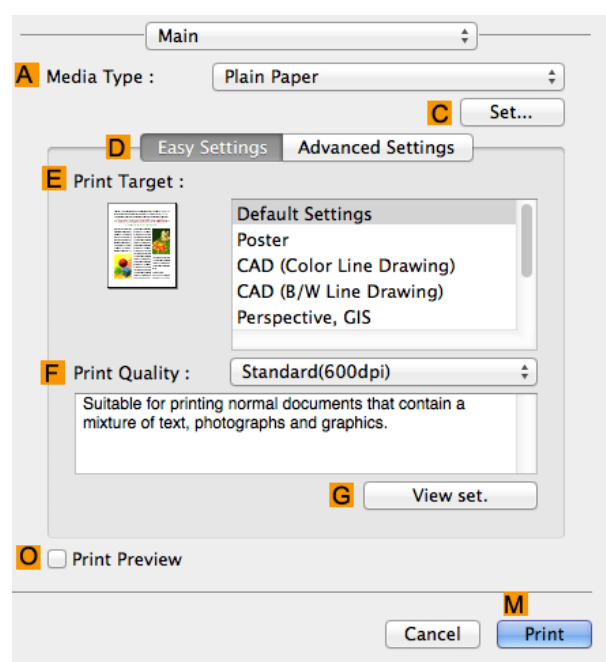 Main
A Media Type : Plain Paper
C Set...
D Easy Settings Advanced Settings
E Print Target :
Default Settings
Poster
CAD (Color Line Drawing)
CAD (B/W Line Drawing)
Perspective, GIS
F Print Quality : Standard(600dpi)
Suitable for printing normal documents that contain a
mixture of text, photographs and graphics.
G View set.
O Print Preview
M
Cancel Print